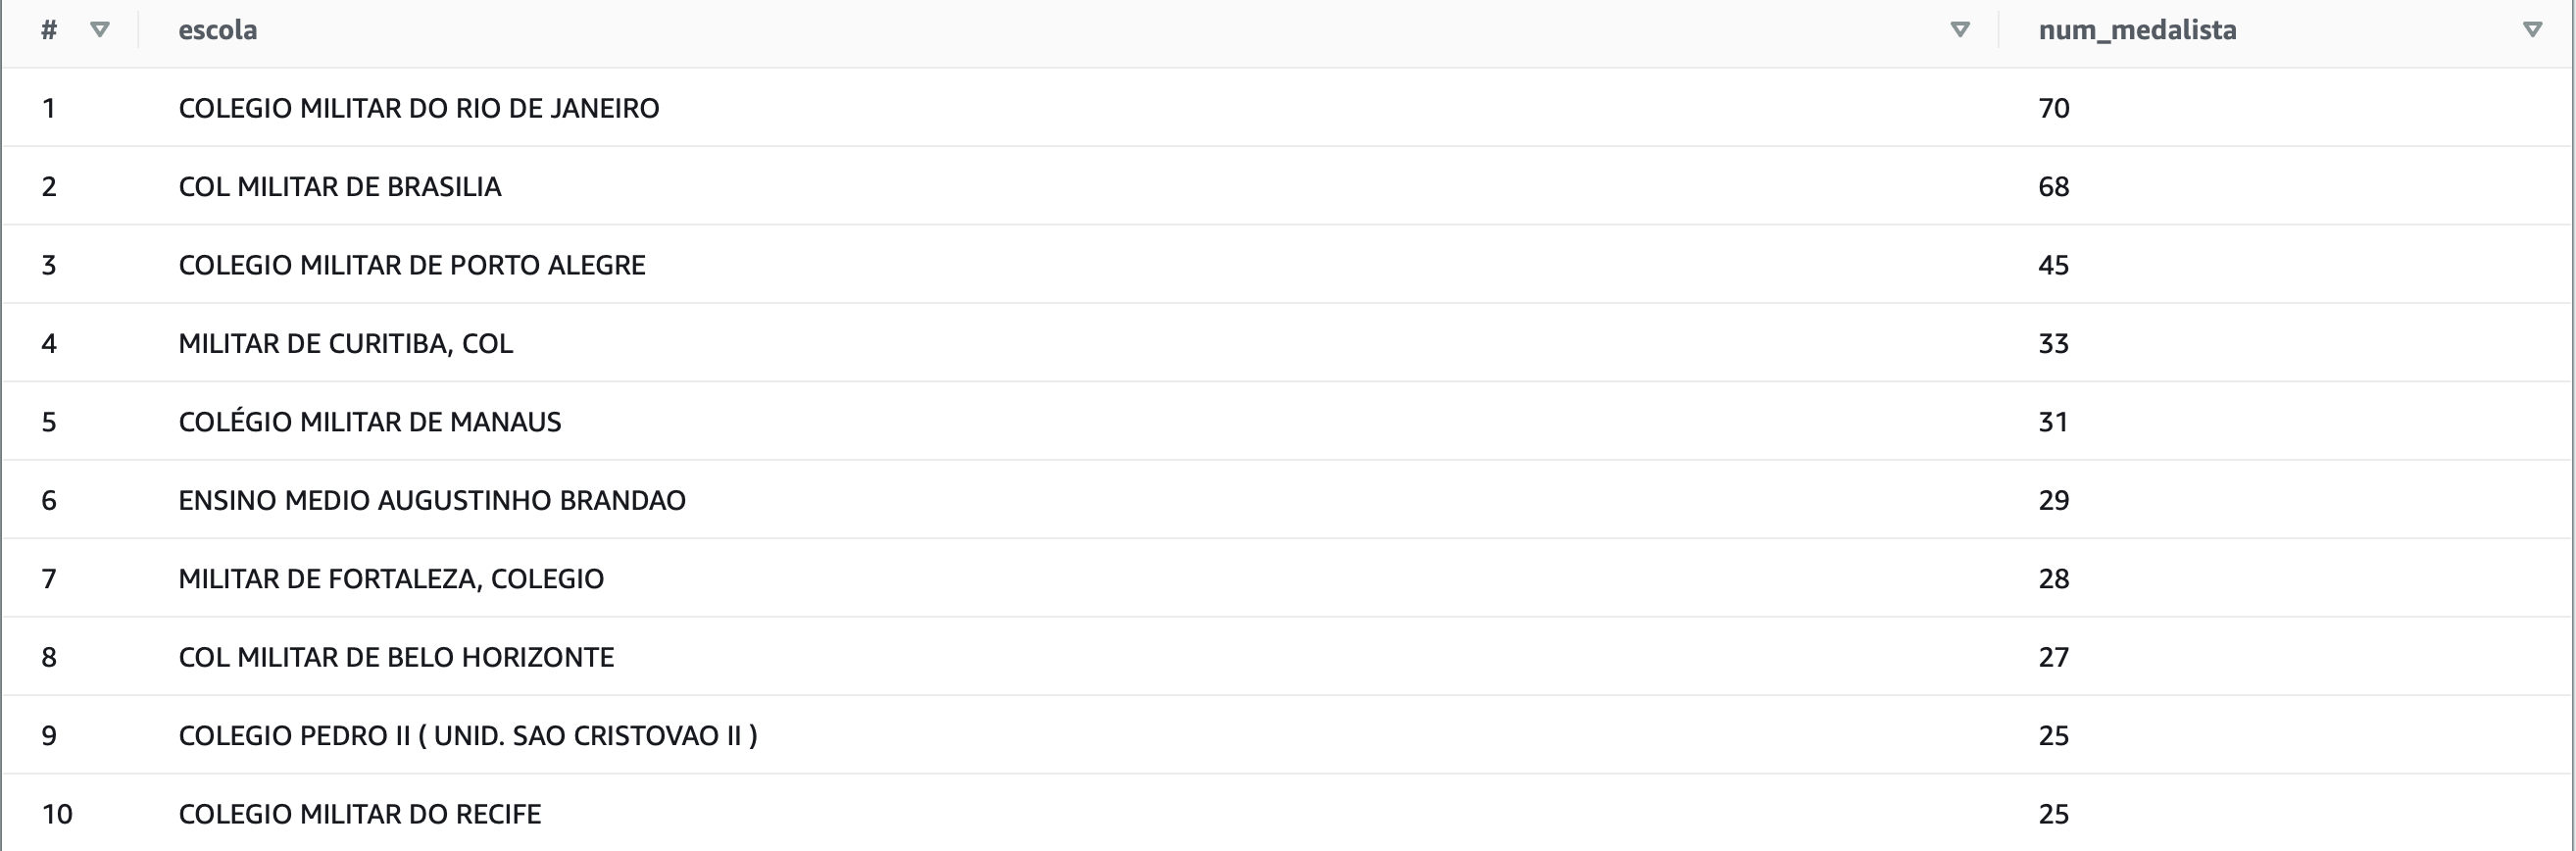 # escola num_medalista
1 COLEGIO MILITAR DO RIO DE JANEIRO 70
2 COL MILITAR DE BRASILIA 68
3 COLEGIO MILITAR DE PORTO ALEGRE 45
4 MILITAR DE CURITIBA, COL 33
5 COLÉGIO MILITAR DE MANAUS 31
6 ENSINO MEDIO AUGUSTINHO BRANDAO 29
7 MILITAR DE FORTALEZA, COLEGIO 28
8 COL MILITAR DE BELO HORIZONTE 27
9 COLEGIO PEDRO II ( UNID. SAO CRISTOVAO II ) 25
10 COLEGIO MILITAR DO RECIFE 25